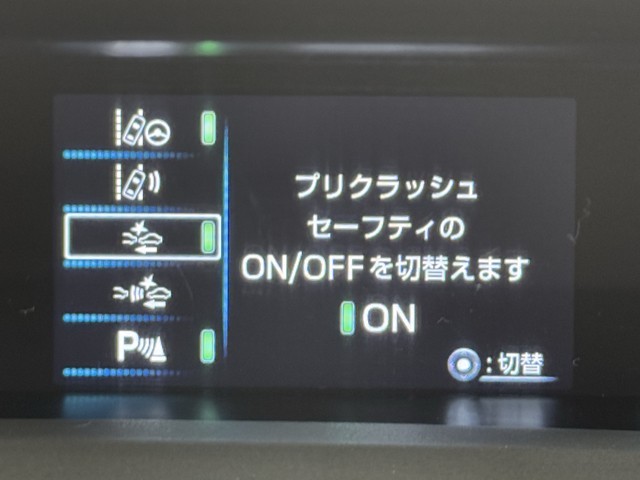 プリクラッシュ
セーフティの
ON/OFFを切替えます
ON
P
:切替